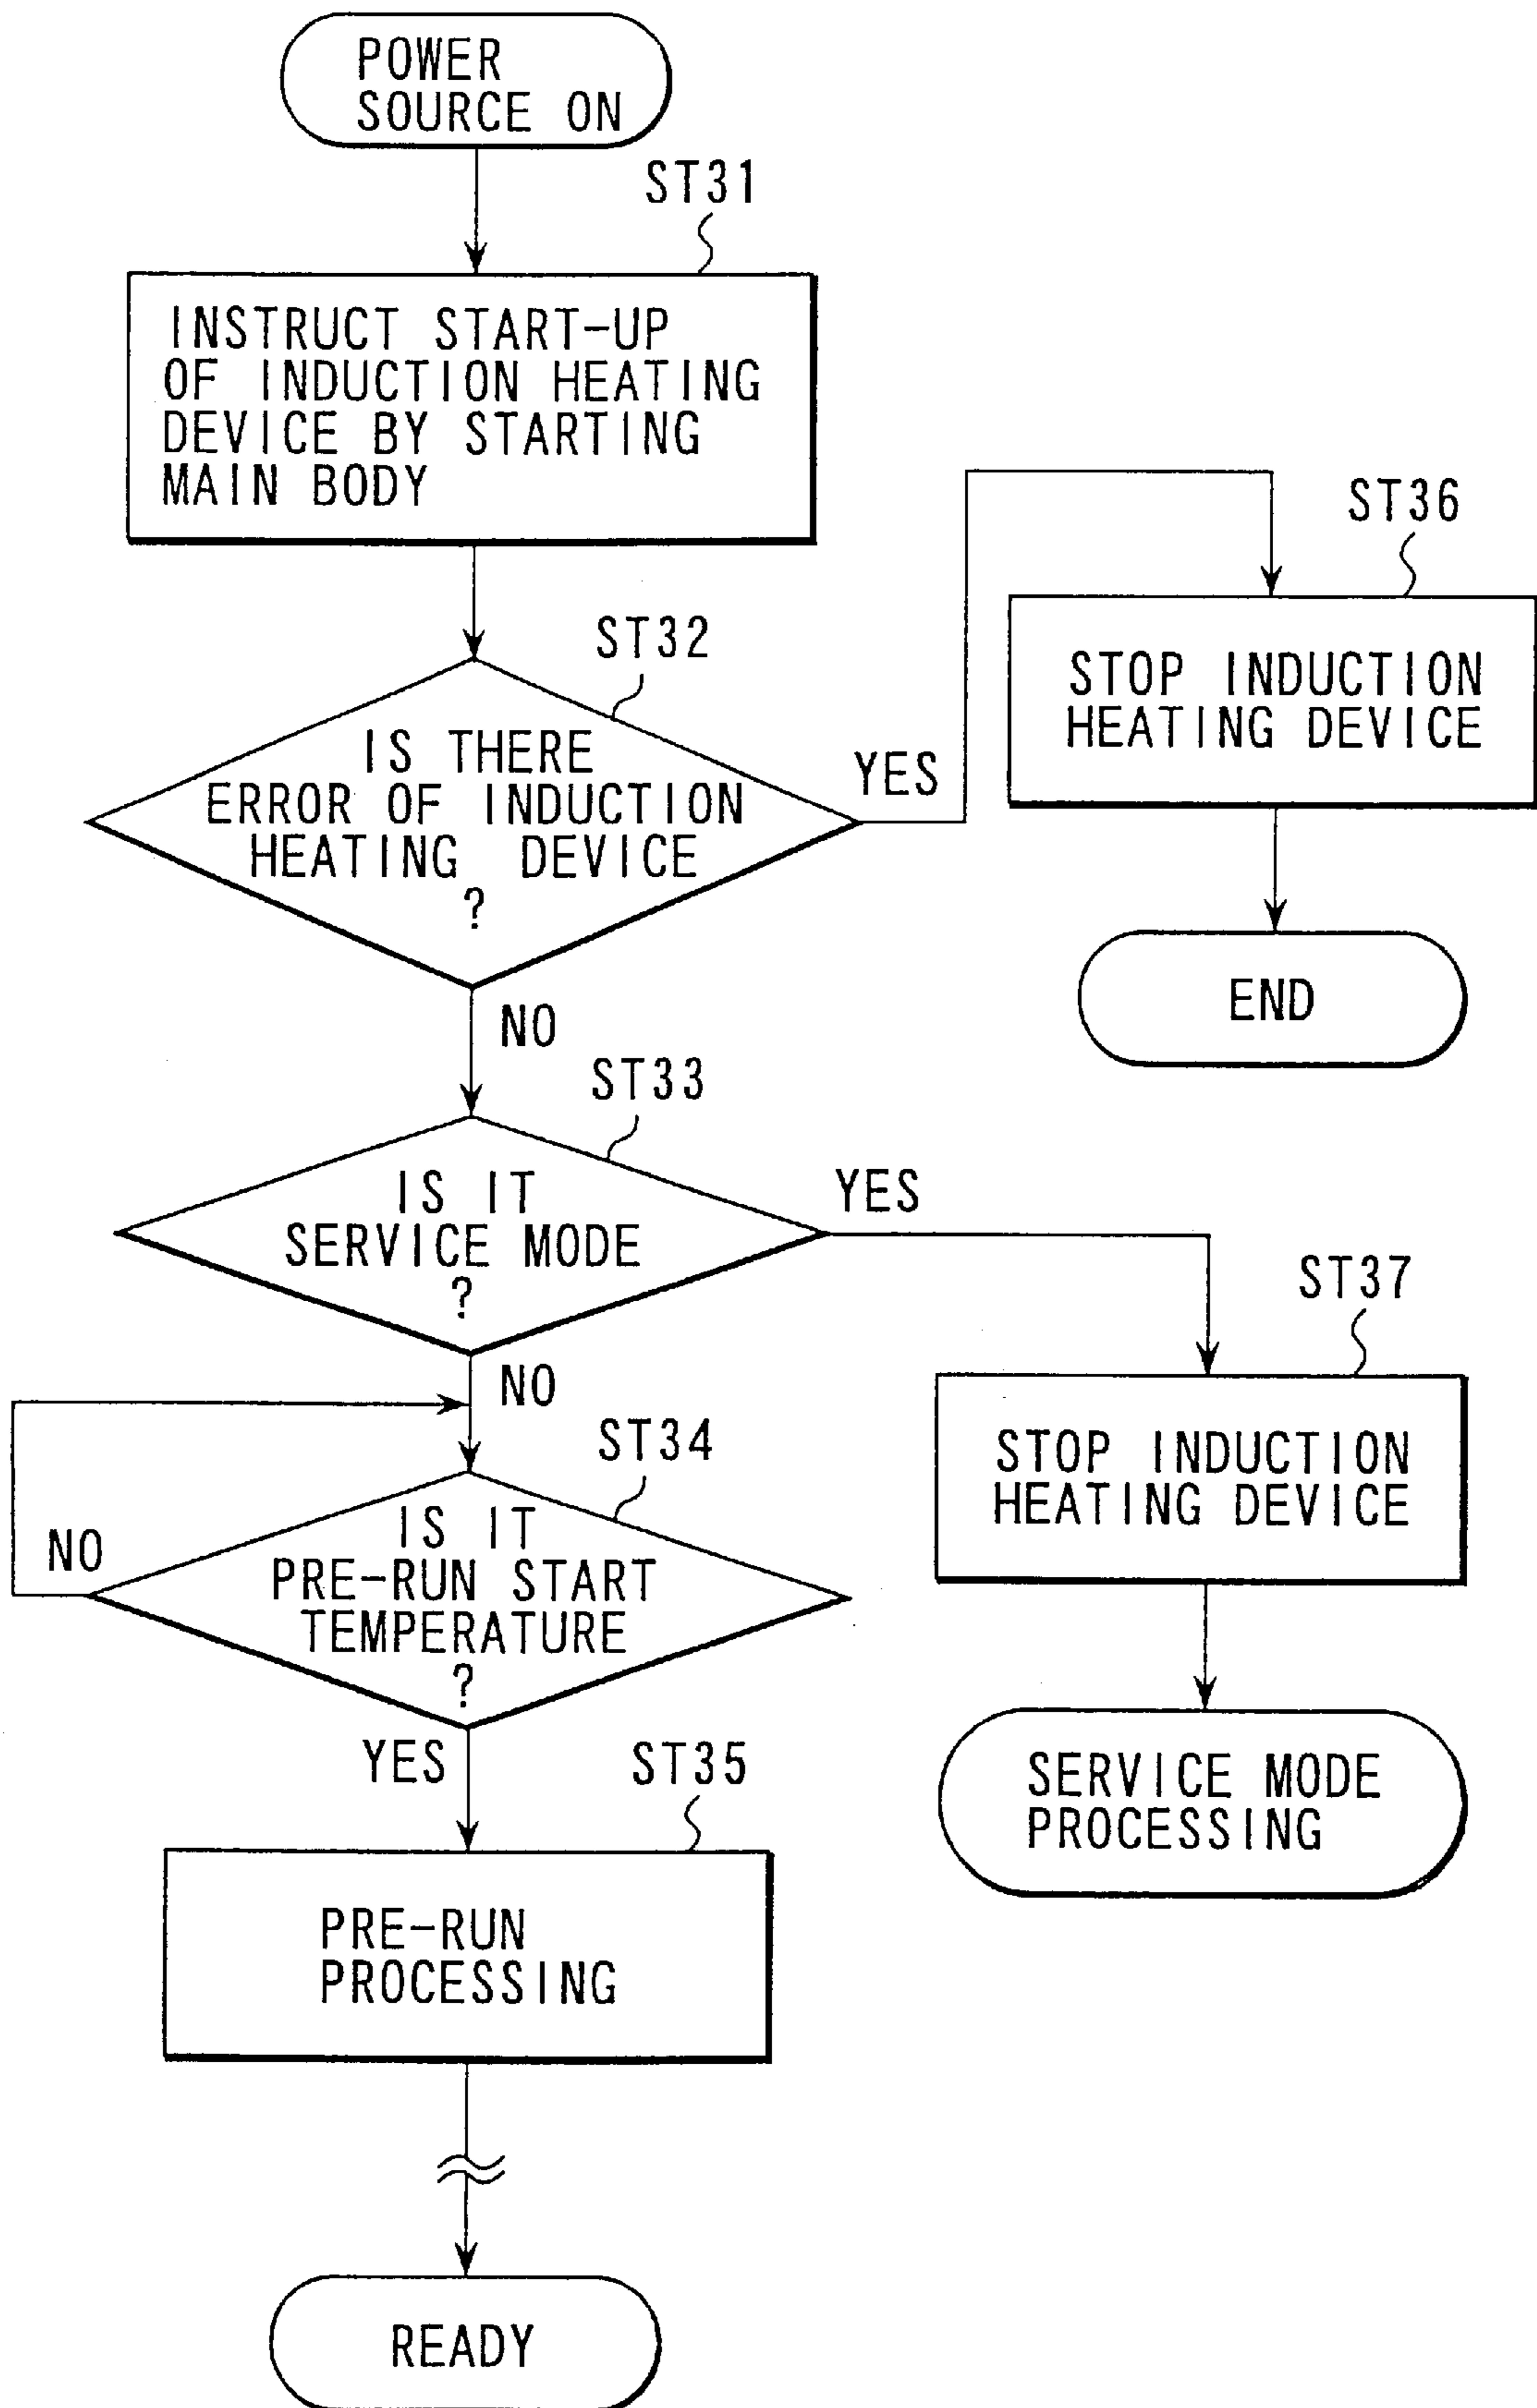 POWER
SOURCE ON
ST31
INSTRUCT START-UP
OF INDUCTION HEATING
DEVICE BY STARTING
MAIN BODY
ST36
STOP INDUCTION
HEATING DEVICE
END
ST32
IS THERE
ERROR OF INDUCTION
HEATING DEVICE
?
YES
NO
ST33
IS IT
SERVICE MODE
?
YES
NO
ST37
STOP INDUCTION
HEATING DEVICE
SERVICE MODE
PROCESSING
ST34
IS IT
PRE-RUN START
TEMPERATURE
?
NO
YES
ST35
PRE-RUN
PROCESSING
READY